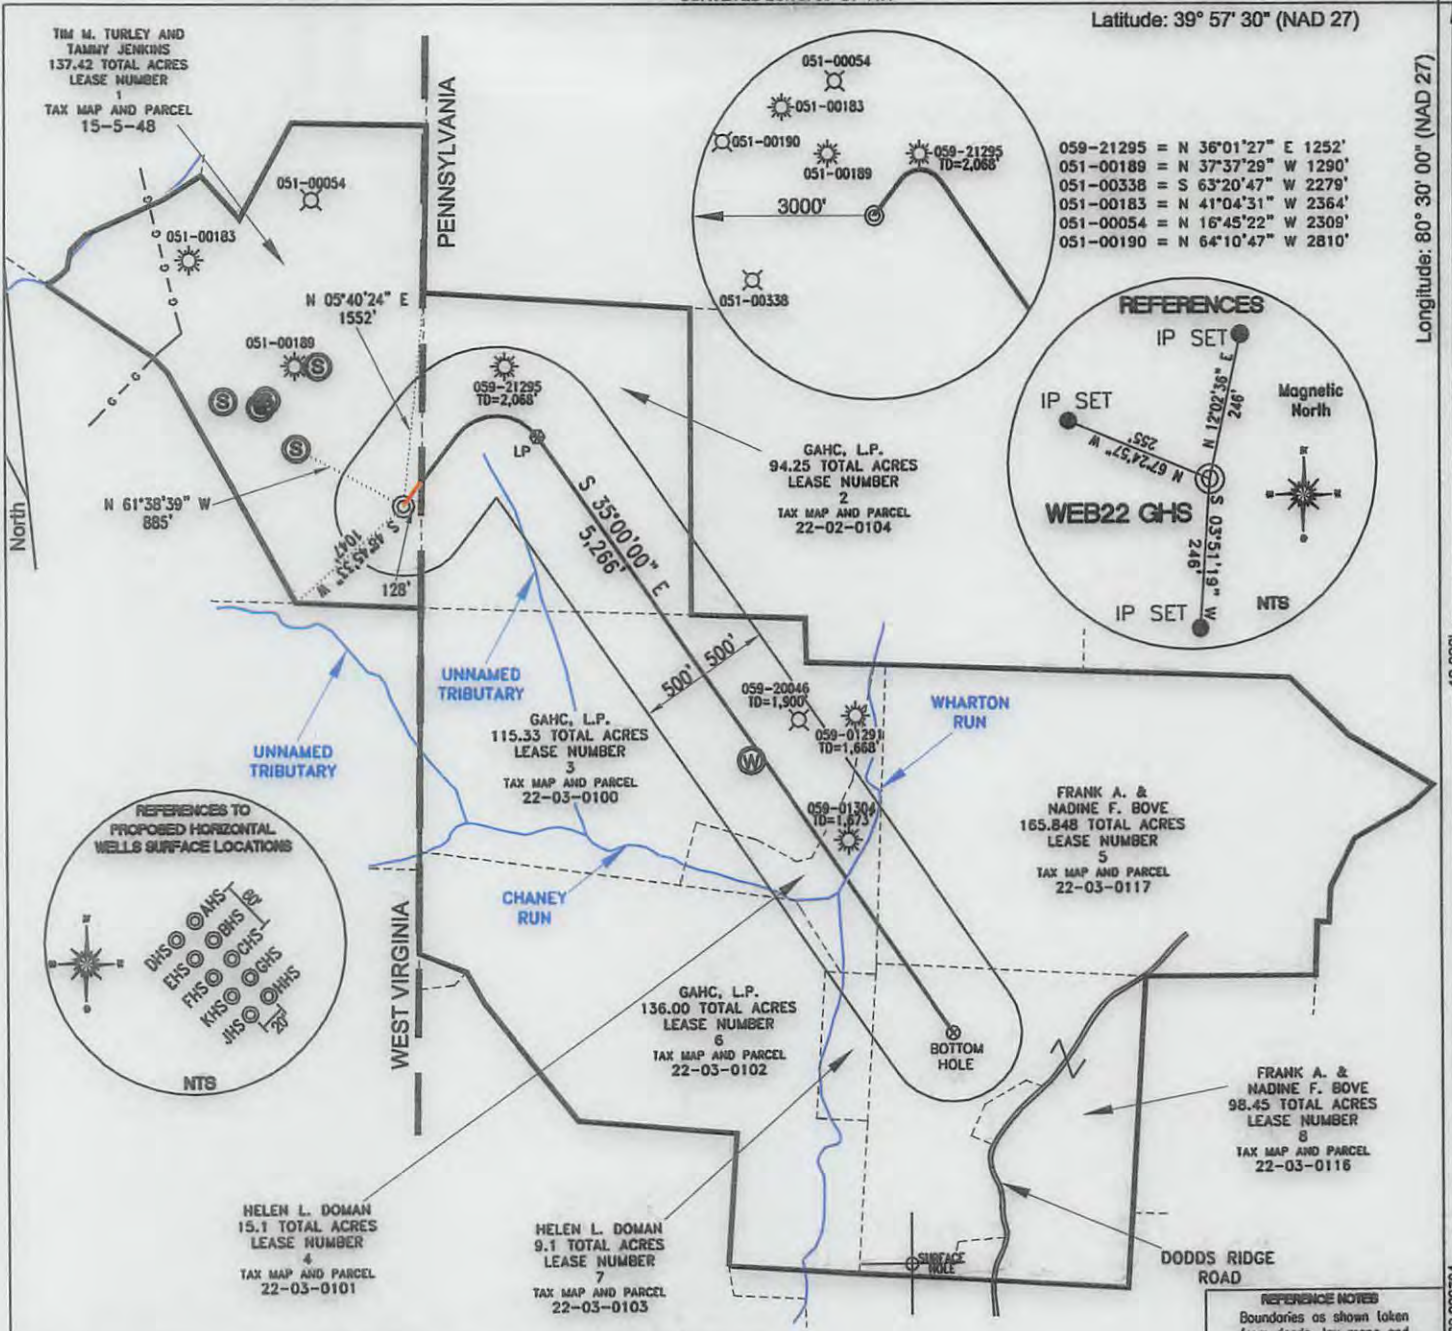 Latitude: 39° 57' 30" (NAD 27)
Longitude: 80° 30' 00" (NAD 27)
TIM M. TURLEY AND
TAMMY JENKINS
137.42 TOTAL ACRES
LEASE NUMBER
1
TAX MAP AND PARCEL
15-5-48
PENNSYLVANIA
051-00054
051-00183
N 05°40'24" E
1552'
051-00189
S
S
S
N 61°38'39" W
885'
S 48°45'33" W
1047'
128'
North
G
G
G
G
G
059-21295
TD=2,068'
LP
S 35°00'00" E
5,266'
051-00054
051-00183
051-00190
051-00189
059-21295
TD=2,068'
3000'
051-00338
059-21295 = N 36°01'27" E 1252'
051-00189 = N 37°37'29" W 1290'
051-00338 = S 63°20'47" W 2279'
051-00183 = N 41°04'31" W 2364'
051-00054 = N 16°45'22" W 2309'
051-00190 = N 64°10'47" W 2810'
REFERENCES
IP SET
N 12°02'36" E
246'
IP SET
255'
N 67°24'57" W
Magnetic
North
WEB22 GHS
S 03°51'19" W
246'
IP SET
NTS
GAHC, L.P.
94.25 TOTAL ACRES
LEASE NUMBER
2
TAX MAP AND PARCEL
22-02-0104
UNNAMED
TRIBUTARY
UNNAMED
TRIBUTARY
500'
500'
059-20046
TD=1,900'
059-01291
TD=1,668'
WHARTON
RUN
GAHC, L.P.
115.33 TOTAL ACRES
LEASE NUMBER
3
TAX MAP AND PARCEL
22-03-0100
W
059-01304
TD=1,673'
FRANK A. &
NADINE F. BOVE
165.848 TOTAL ACRES
LEASE NUMBER
5
TAX MAP AND PARCEL
22-03-0117
REFERENCES TO
PROPOSED HORIZONTAL
WELLS SURFACE LOCATIONS
AHS
60'
BHS
DHS
CHS
EHS
GHS
FHS
HHS
KHS
JHS
20'
NTS
CHANEY
RUN
WEST VIRGINIA
GAHC, L.P.
136.00 TOTAL ACRES
LEASE NUMBER
6
TAX MAP AND PARCEL
22-03-0102
BOTTOM
HOLE
FRANK A. &
NADINE F. BOVE
98.45 TOTAL ACRES
LEASE NUMBER
8
TAX MAP AND PARCEL
22-03-0116
HELEN L. DOMAN
15.1 TOTAL ACRES
LEASE NUMBER
4
TAX MAP AND PARCEL
22-03-0101
HELEN L. DOMAN
9.1 TOTAL ACRES
LEASE NUMBER
7
TAX MAP AND PARCEL
22-03-0103
SURFACE
HOLE
DODDS RIDGE
ROAD
REFERENCE NOTES
Boundaries as shown taken